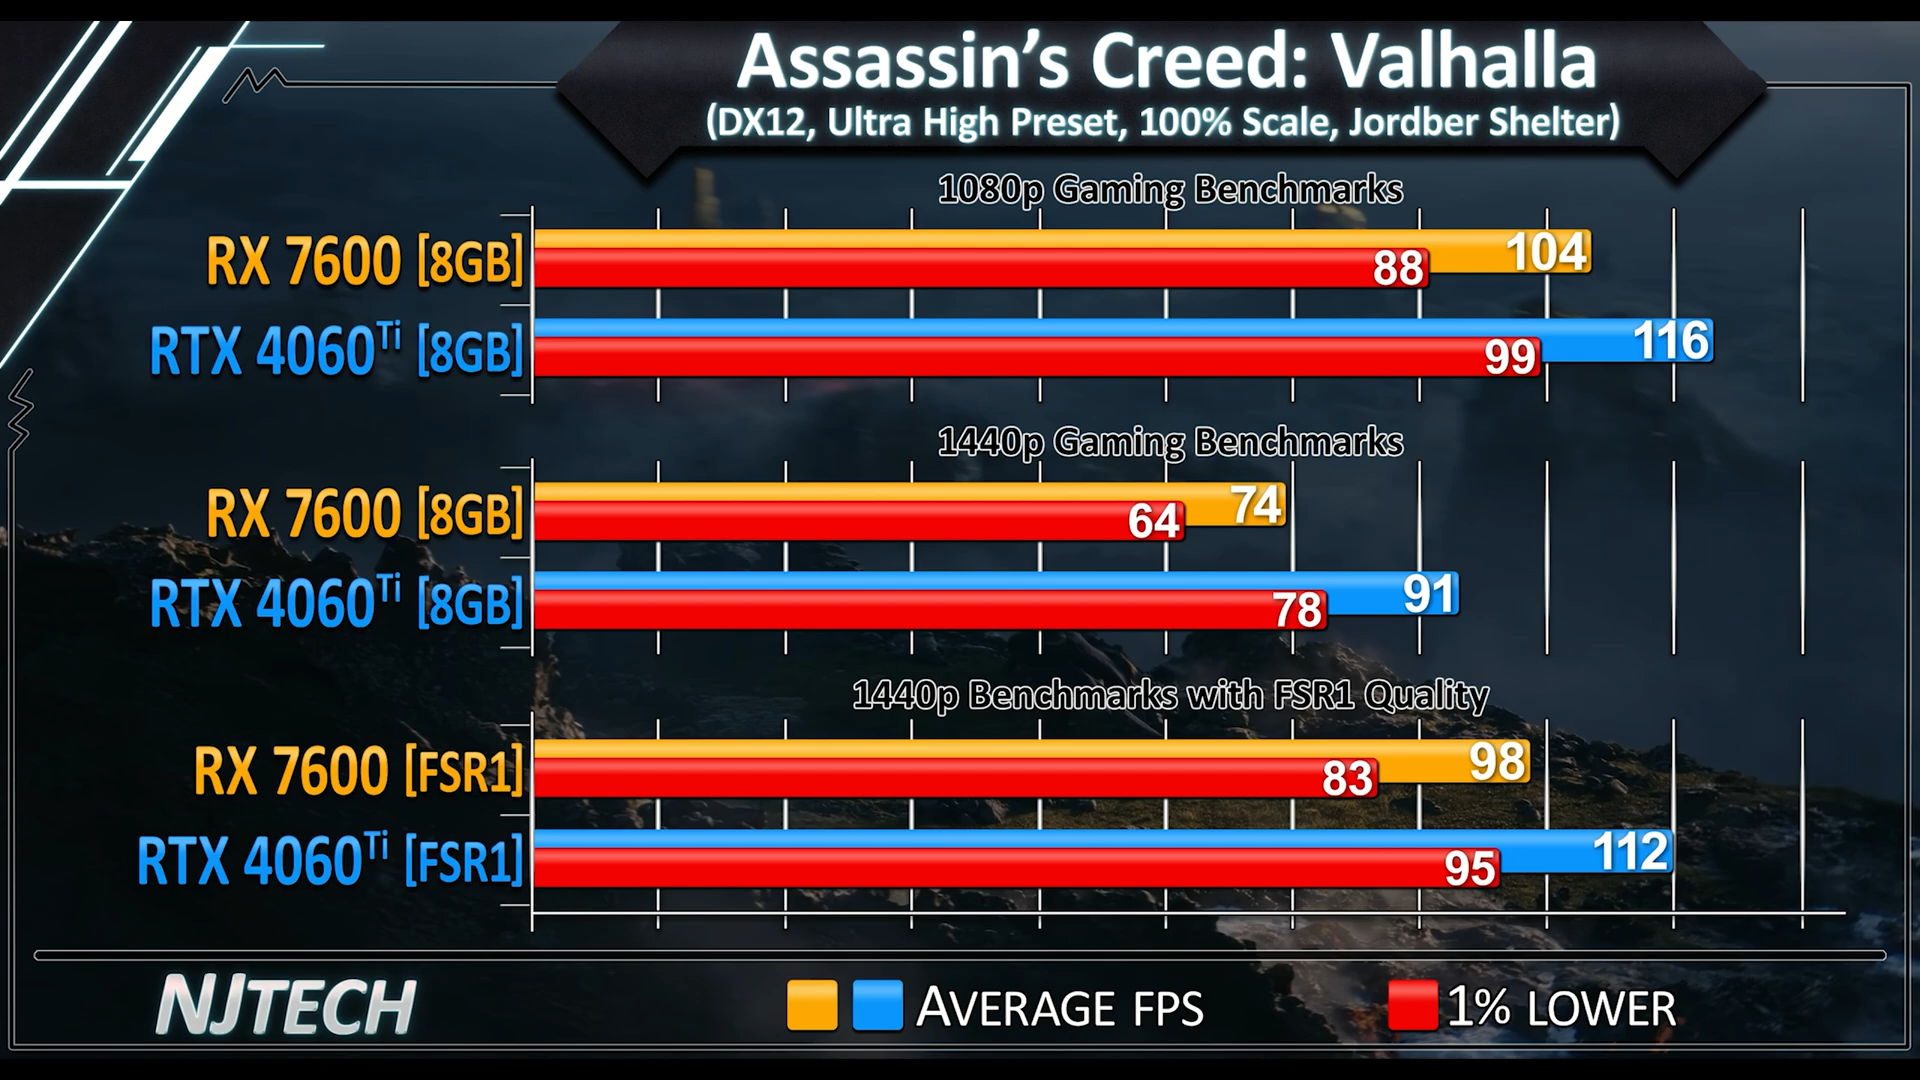 Assassin's Creed: Valhalla
(DX12, Ultra High Preset, 100% Scale, Jordber Shelter)
1080p Gaming Benchmarks
RX 7600 [8GB] 104
88
RTX 4060Ti [8GB] 116
99
1440p Gaming Benchmarks
RX 7600 [8GB] 74
64
RTX 4060Ti [8GB] 91
78
1440p Benchmarks with FSR1 Quality
RX 7600 [FSR1] 98
83
RTX 4060Ti [FSR1] 112
95
NJTECH AVERAGE FPS 1% LOWER